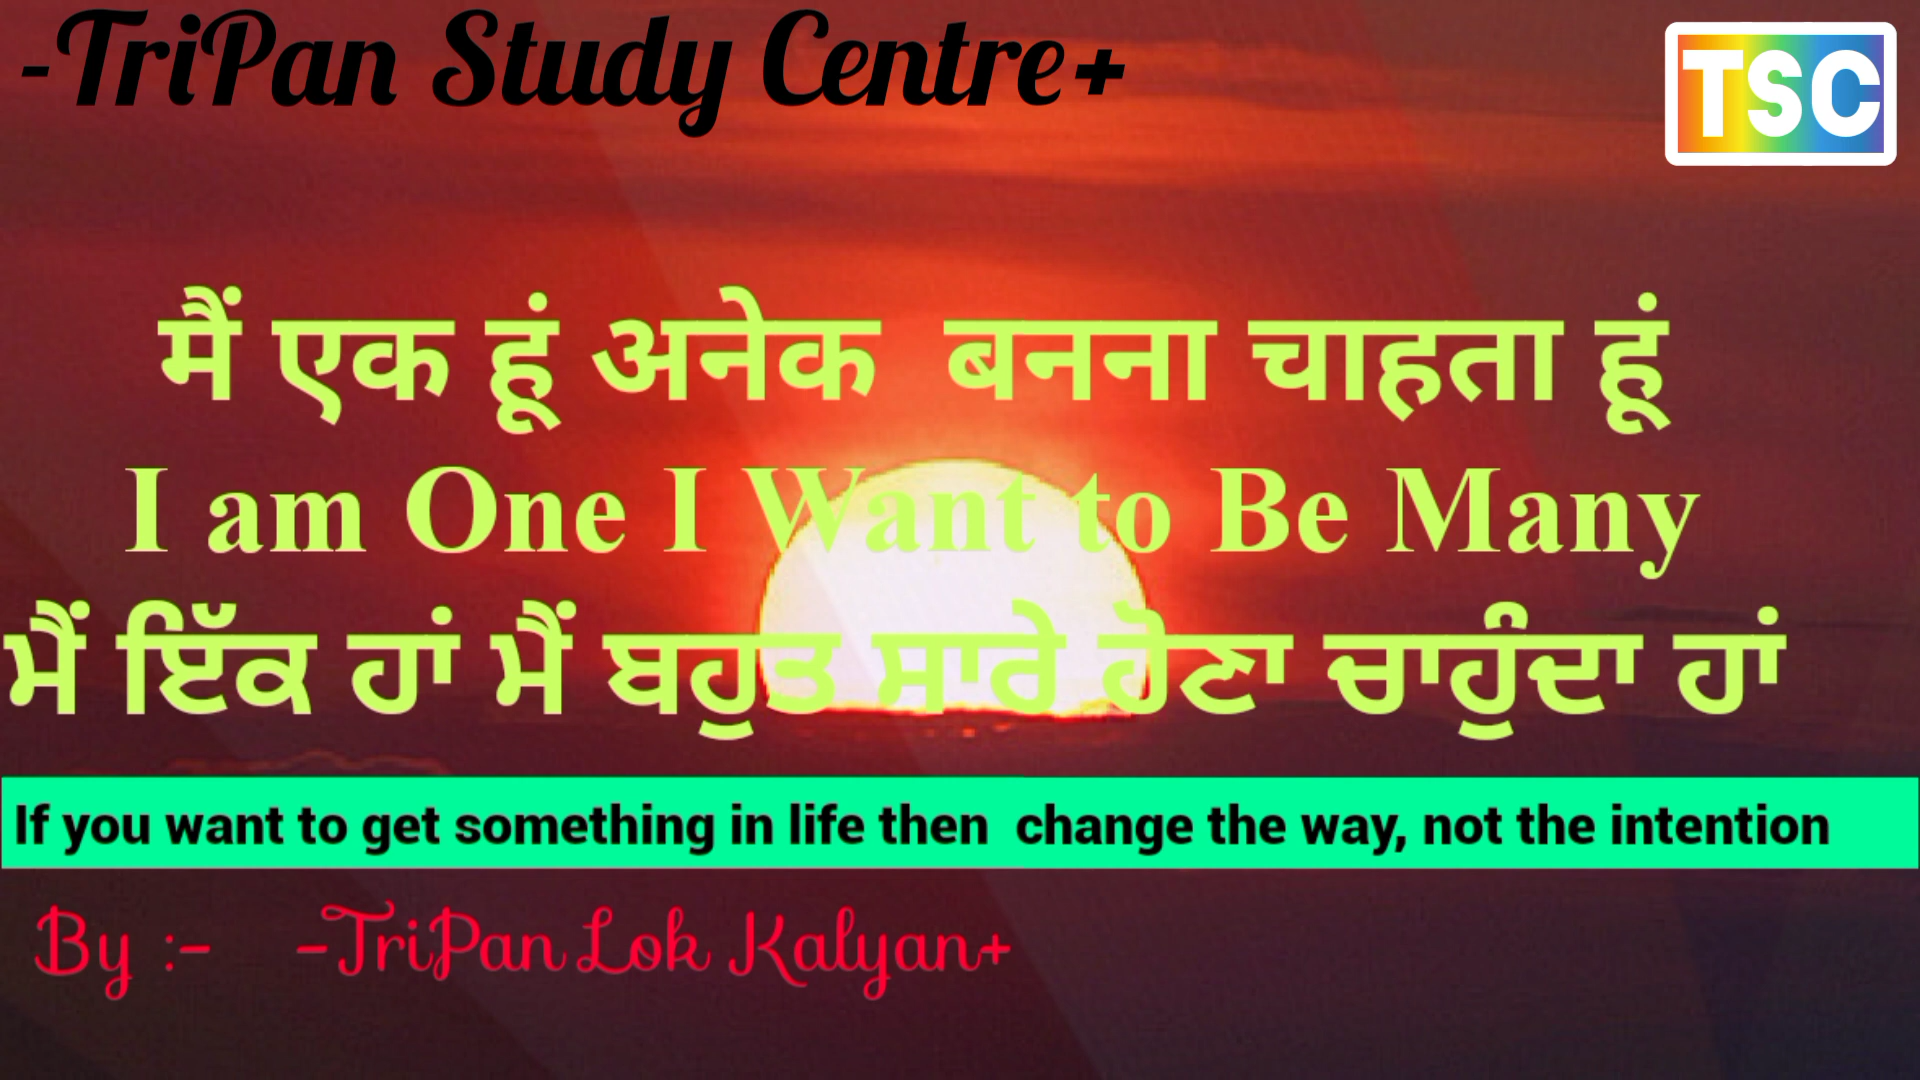 -TriPan Study Centre+
TSC
मैं एक हूं अनेक बनना चाहता हूं
I am One I Want to Be Many
ਮੈਂ ਇੱਕ ਹਾਂ ਮੈਂ ਬਹੁਤ ਸਾਰੇ ਹੋਣਾ ਚਾਹੁੰਦਾ ਹਾਂ
If you want to get something in life then change the way, not the intention
By :- -TriPan Lok Kalyan+